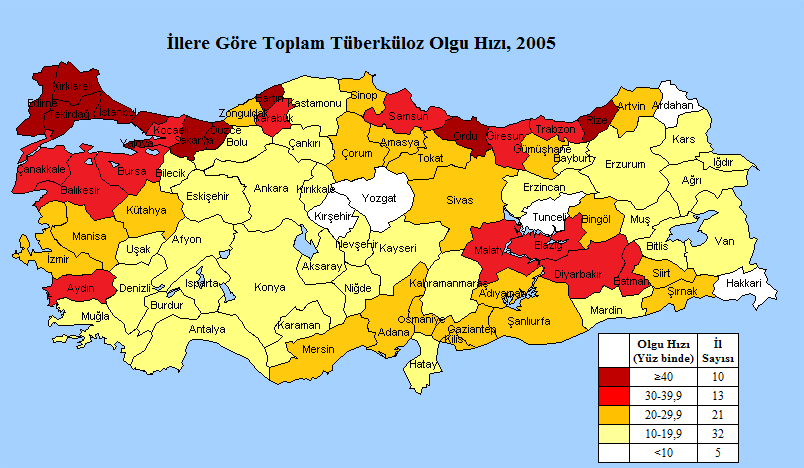 İllere Göre Toplam Tüberküloz Olgu Hızı, 2005
Kırklareli
Edirne
Tekirdağ
İstanbul
Kocaeli
Yalova
Sakarya
Düzce
Bolu
Zonguldak
Bartın
Karabük
Kastamonu
Sinop
Samsun
Ordu
Giresun
Trabzon
Rize
Artvin
Ardahan
Gümüşhane
Bayburt
Kars
Iğdır
Ağrı
Erzurum
Erzincan
Çankırı
Çorum
Amasya
Tokat
Çanakkale
Balıkesir
Bursa
Bilecik
Eskişehir
Ankara
Kırıkkale
Kırşehir
Yozgat
Sivas
Tunceli
Bingöl
Muş
Bitlis
Van
Kütahya
Manisa
İzmir
Uşak
Afyon
Nevşehir
Kayseri
Malatya
Elazığ
Diyarbakır
Batman
Siirt
Şırnak
Hakkari
Aydın
Denizli
Isparta
Burdur
Konya
Aksaray
Niğde
Kahramanmaraş
Adıyaman
Mardin
Şanlıurfa
Muğla
Antalya
Karaman
Mersin
Adana
Osmaniye
Gaziantep
Kilis
Hatay
Olgu Hızı (Yüz binde) İl Sayısı
≥40 10
30-39,9 13
20-29,9 21
10-19,9 32
<10 5